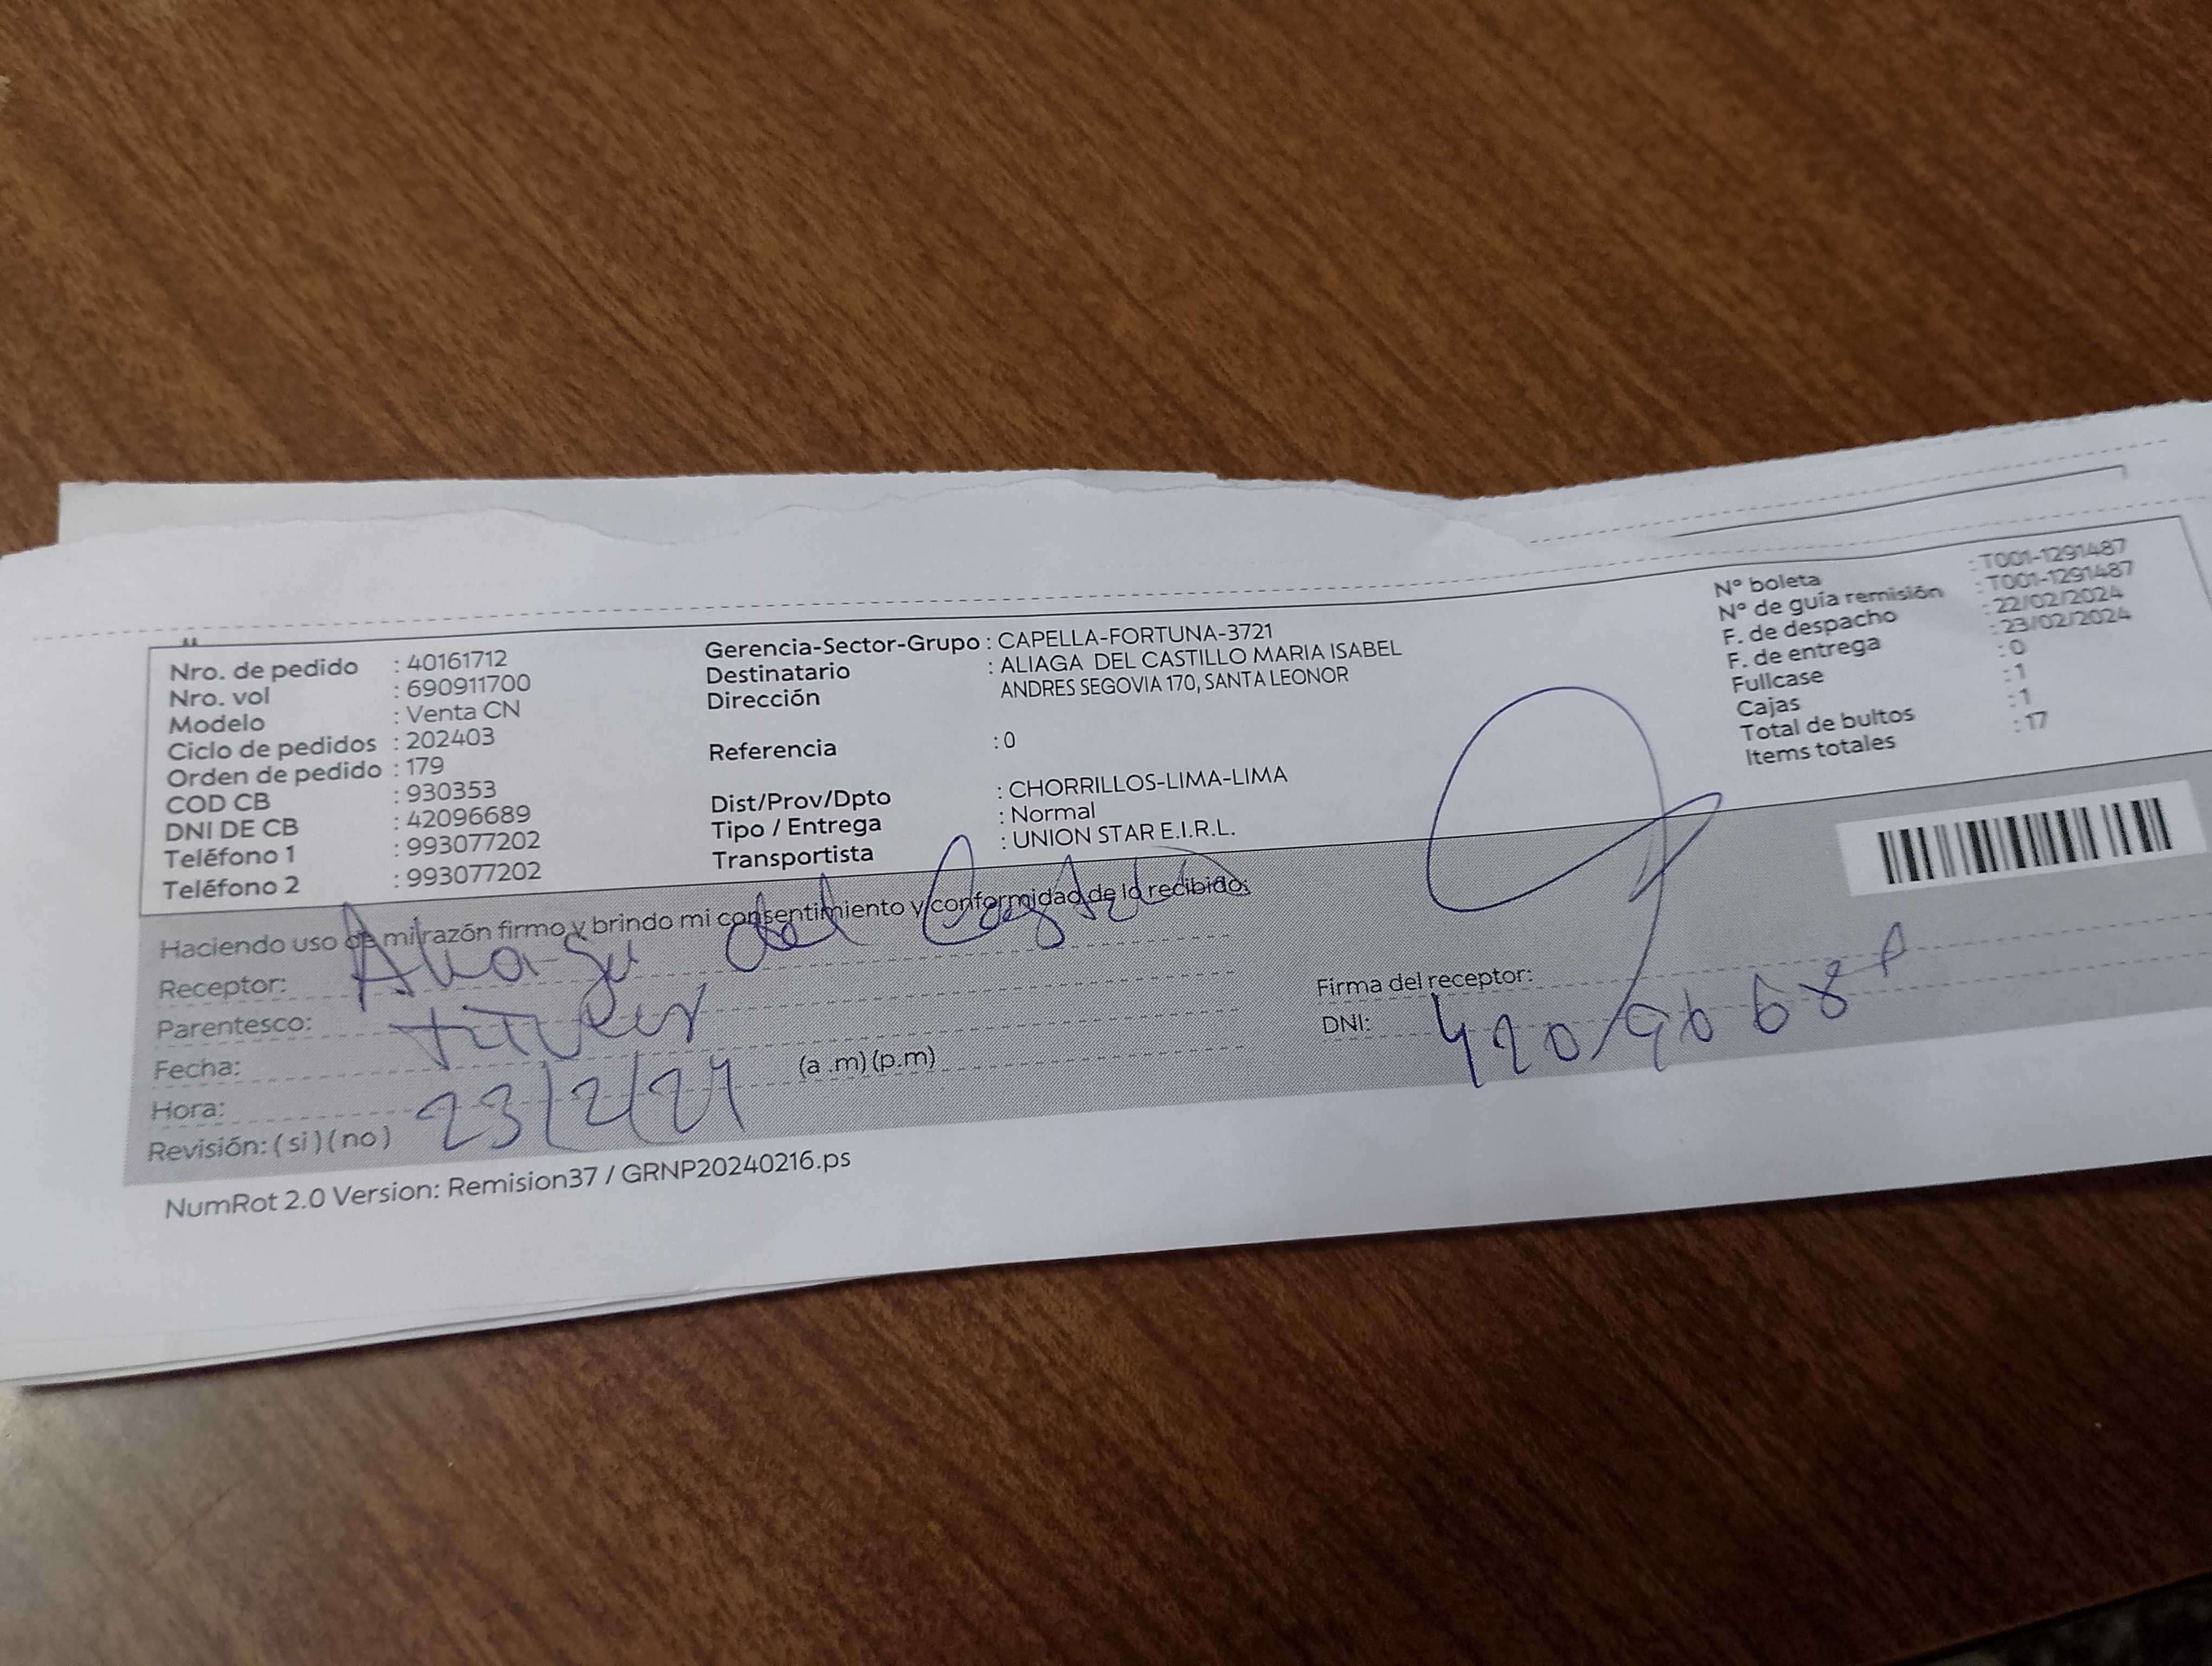 Nro. de pedido : 40161712
Nro. vol : 690911700
Modelo : Venta CN
Ciclo de pedidos : 202403
Orden de pedido : 179
COD CB : 930353
DNI DE CB : 42096689
Teléfono 1 : 993077202
Teléfono 2 : 993077202
Gerencia-Sector-Grupo : CAPELLA-FORTUNA-3721
Destinatario : ALIAGA DEL CASTILLO MARIA ISABEL
Dirección ANDRES SEGOVIA 170, SANTA LEONOR
Referencia : 0
Dist/Prov/Dpto : CHORRILLOS-LIMA-LIMA
Tipo / Entrega : Normal
Transportista : UNION STAR E.I.R.L.
N° boleta : T001-1291487
N° de guía remisión : T001-1291487
F. de despacho : 22/02/2024
F. de entrega : 23/02/2024
Fullcase : 0
Cajas : 1
Total de bultos : 1
Items totales : 17
Haciendo uso de mi razón firmo y brindo mi consentimiento y conformidad de lo recibido:
Receptor: Aliaga del Castillo
Parentesco:
Fecha:
Hora: (a .m) (p.m)
Revisión: ( si ) ( no ) 23/2/24
Firma del receptor:
DNI: 42096689
NumRot 2.0 Version: Remision37 / GRNP20240216.ps